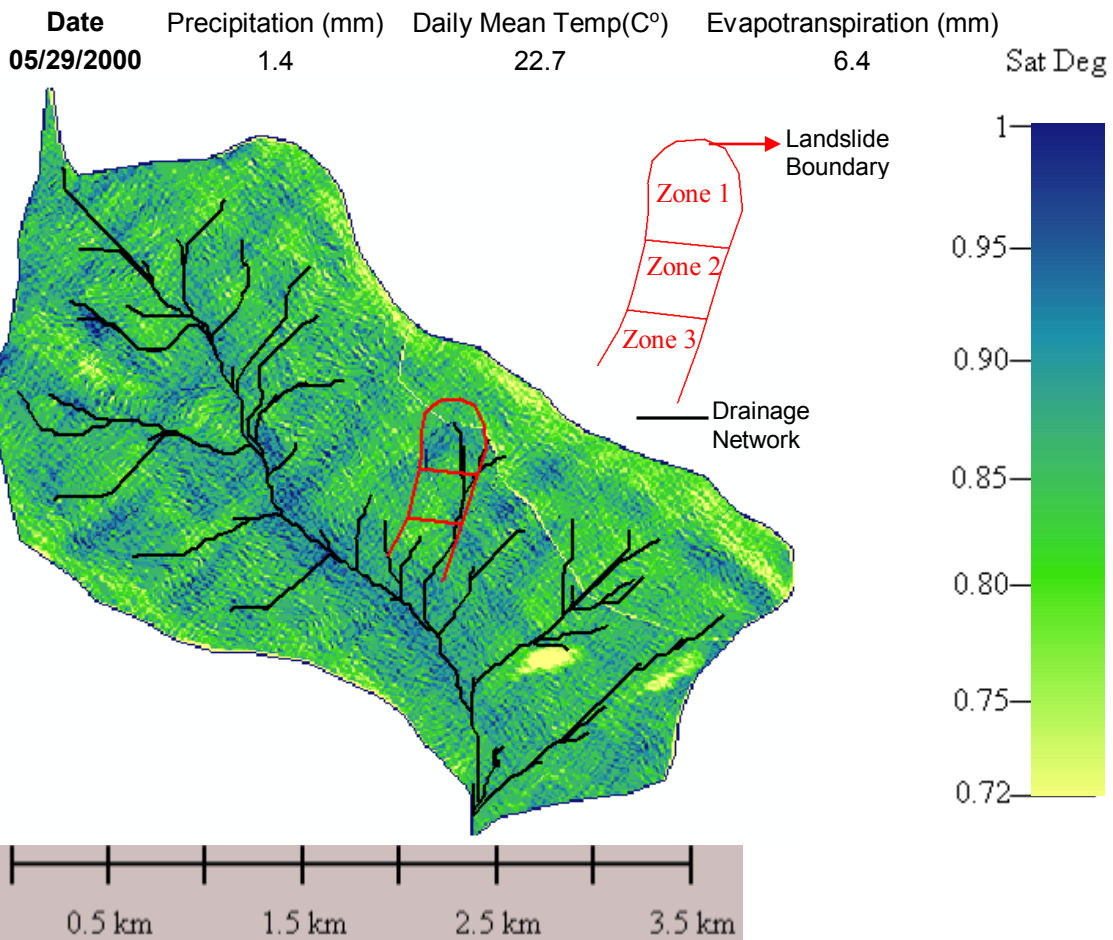 Date Precipitation (mm) Daily Mean Temp(Cº) Evapotranspiration (mm)
05/29/2000 1.4 22.7 6.4
Sat Deg
Landslide
Boundary
Zone 1
Zone 2
Zone 3
Drainage
Network
1
0.95
0.90
0.85
0.80
0.75
0.72
0.5 km 1.5 km 2.5 km 3.5 km